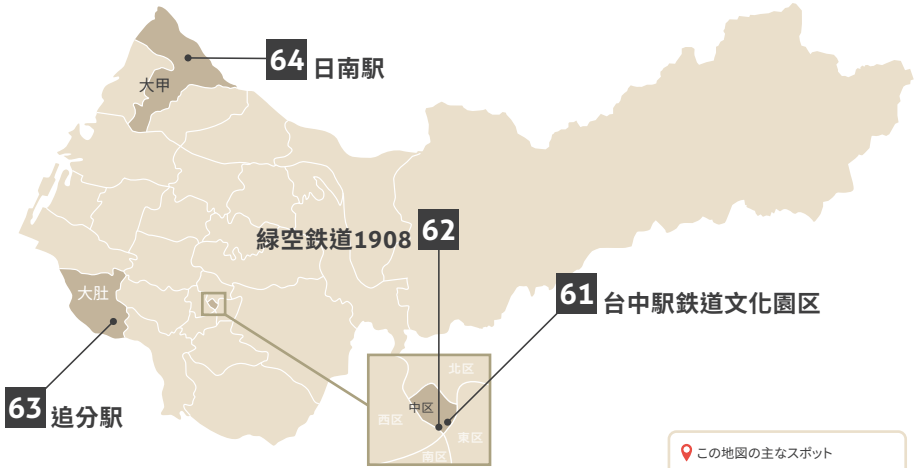 64 日南駅
大甲
緑空鉄道1908 62
大肚
61 台中駅鉄道文化園区
北区
中区
西区
東区
南区
63 追分駅
この地図の主なスポット